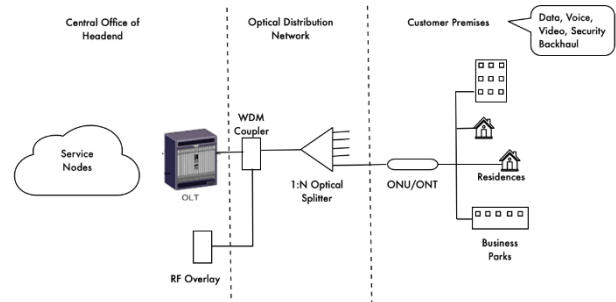 Central Office of
Headend
Optical Distribution
Network
Customer Premises
Data, Voice,
Video, Security
Backhaul
WDM
Coupler
Service
Nodes
OLT
1:N Optical
Splitter
ONU/ONT
Residences
RF Overlay
Business
Parks